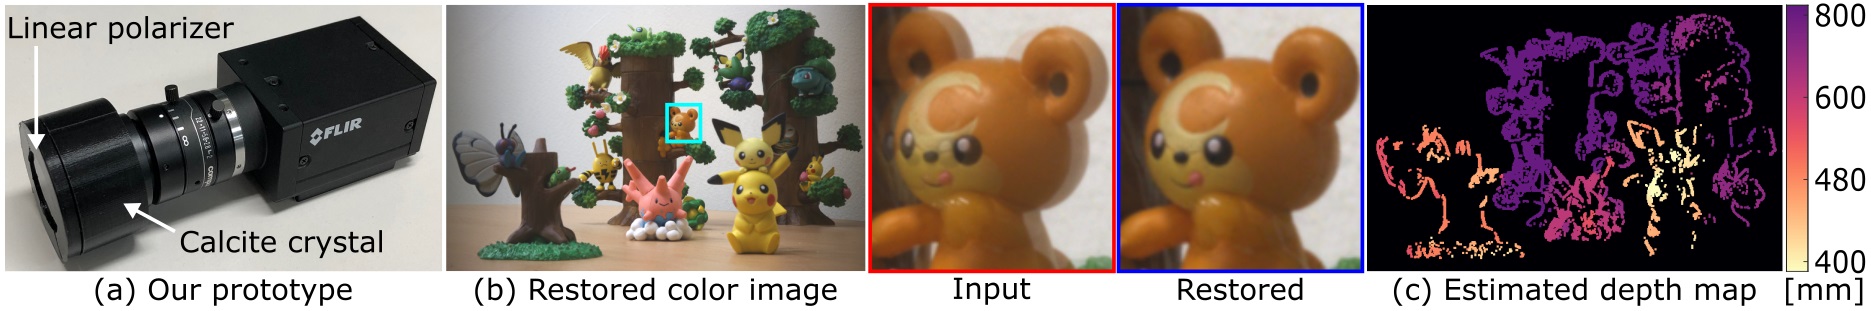 Linear polarizer
FLIR
Calcite crystal
800
600
480
400
(a) Our prototype
(b) Restored color image
Input
Restored
(c) Estimated depth map
[mm]